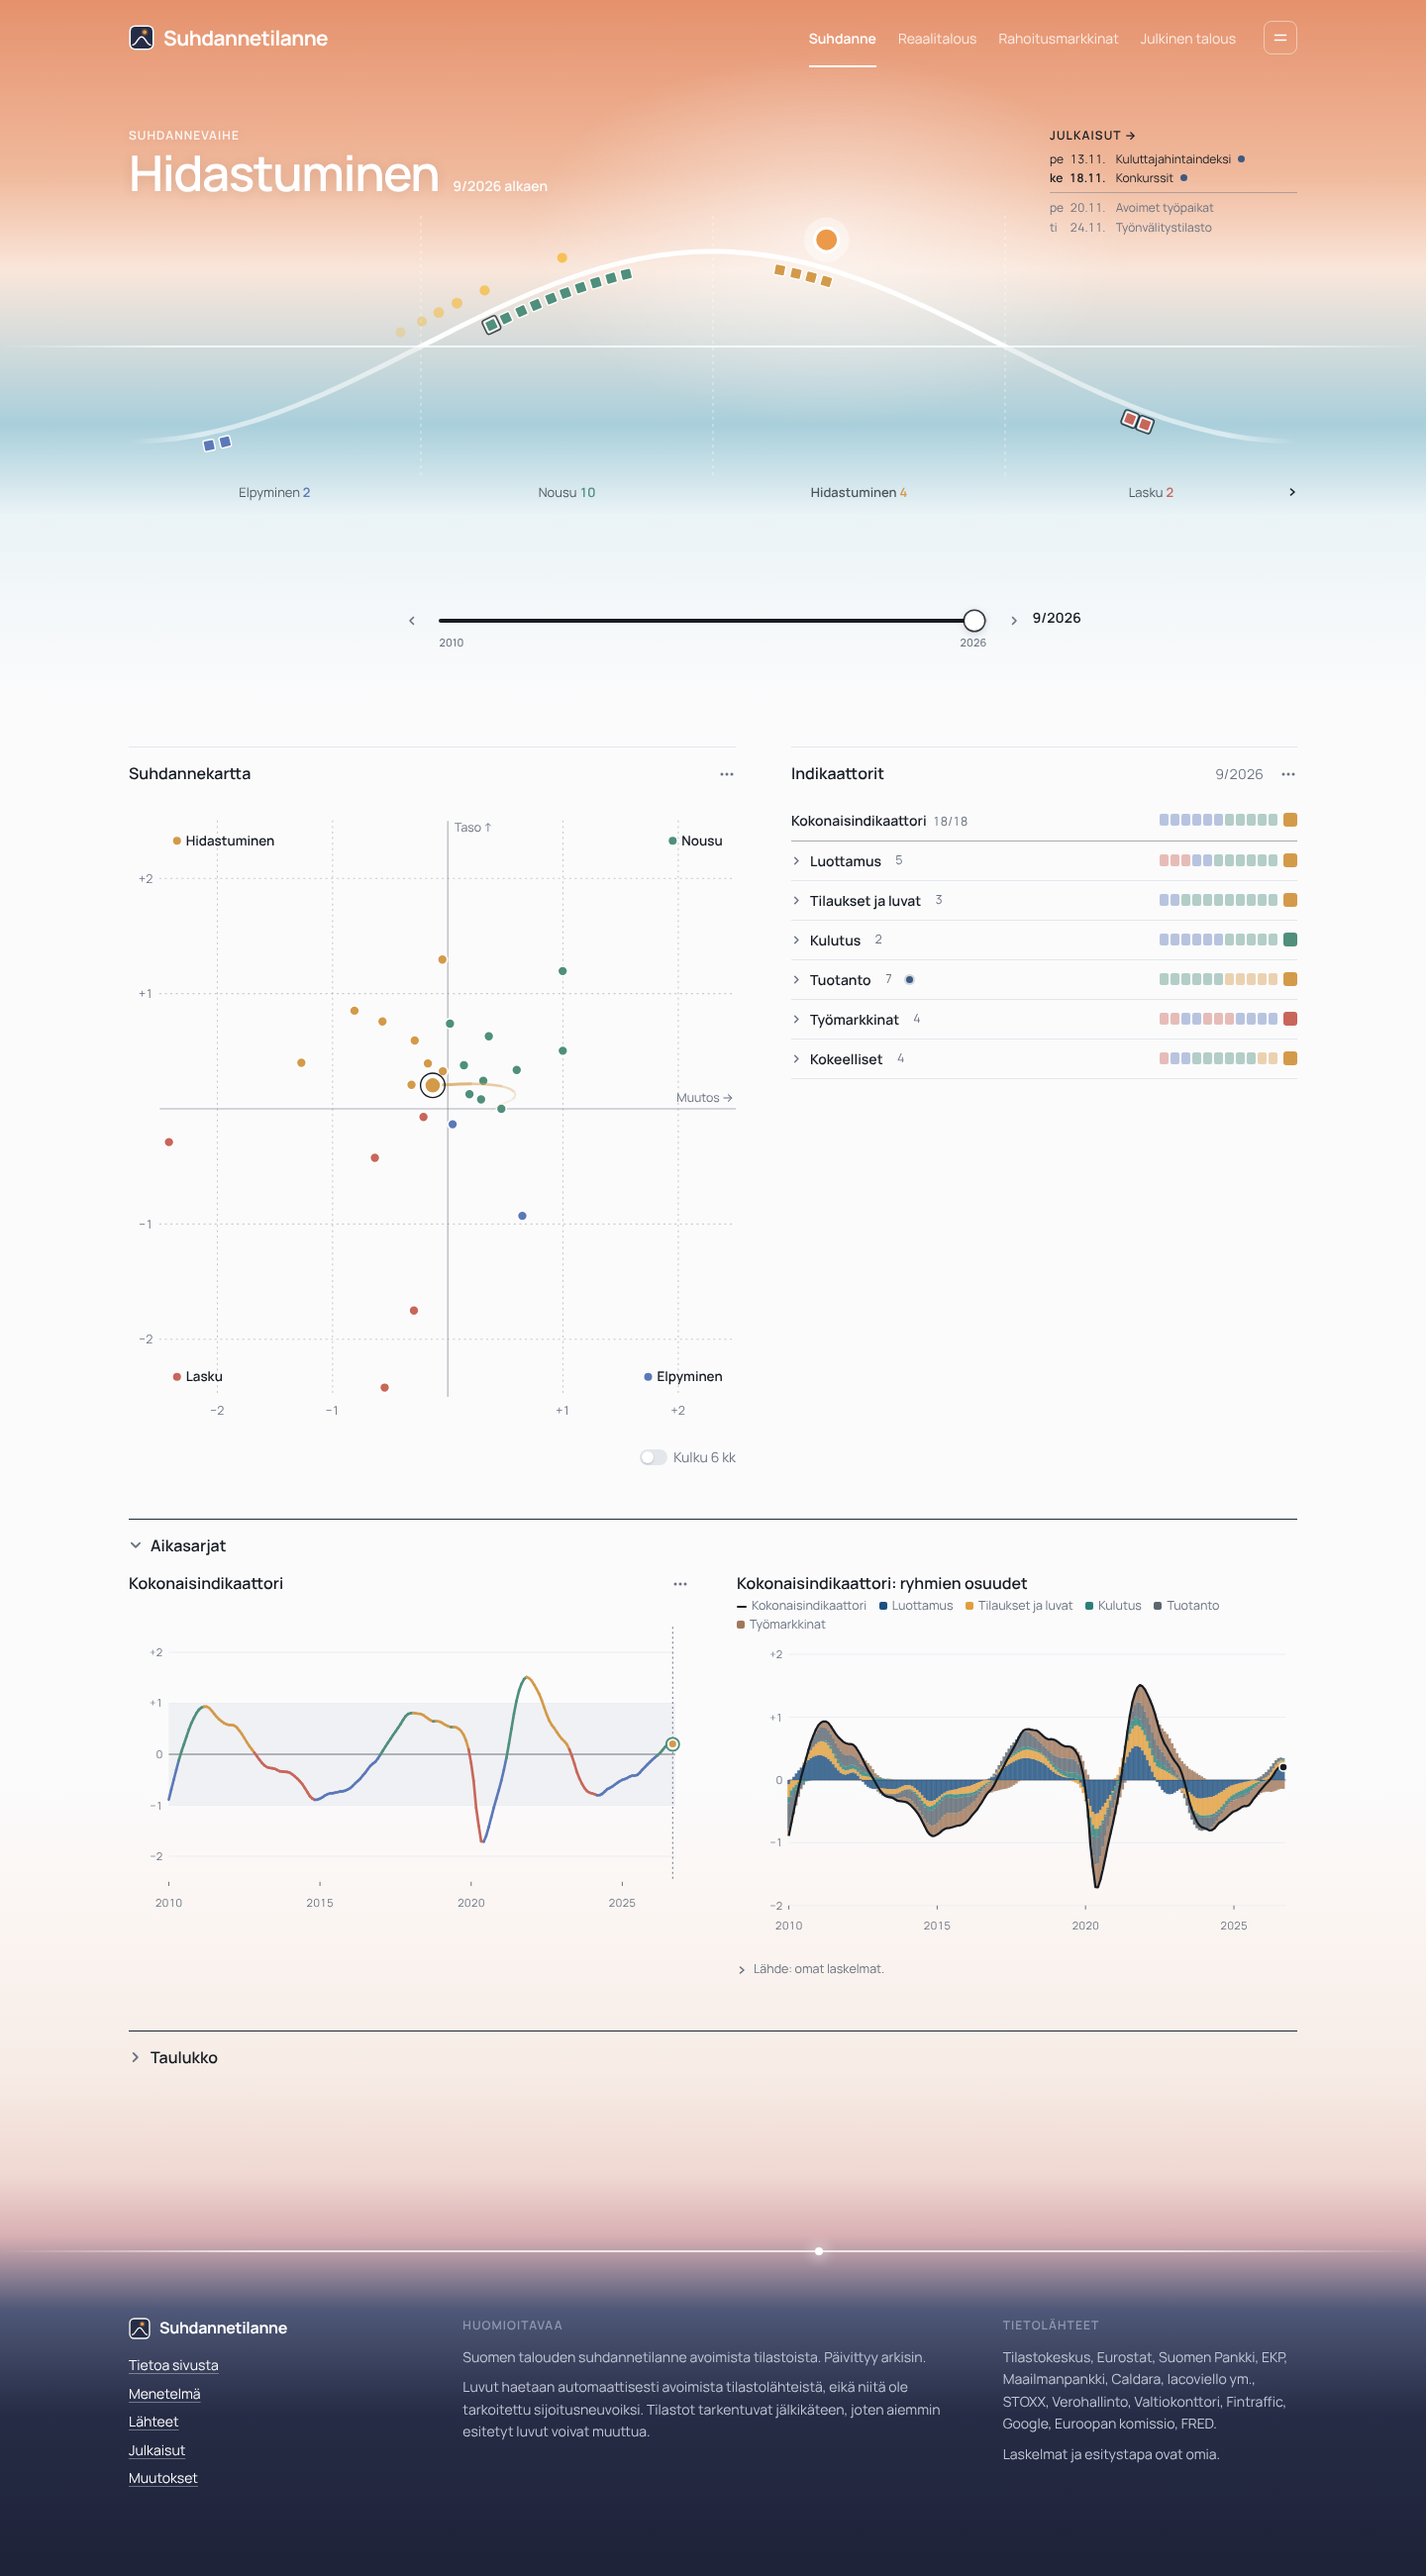 Suhdannetilanne
Suhdanne Reaalitalous Rahoitusmarkkinat Julkinen talous
SUHDANNEVAIHE
Hidastuminen 9/2026 alkaen
JULKAISUT →
pe 13.11. Kuluttajahintaindeksi
ke 18.11. Konkurssit
pe 20.11. Avoimet työpaikat
ti 24.11. Työnvälitystilasto
Elpyminen 2
Nousu 10
Hidastuminen 4
Lasku 2
9/2026
2010
2026
Suhdannekartta
Taso ↑
Hidastuminen
Nousu
+2
+1
Muutos →
−1
−2
Lasku
Elpyminen
−2
−1
+1
+2
Kulku 6 kk
Indikaattorit 9/2026
Kokonaisindikaattori 18/18
Luottamus 5
Tilaukset ja luvat 3
Kulutus 2
Tuotanto 7
Työmarkkinat 4
Kokeelliset 4
Aikasarjat
Kokonaisindikaattori
+2
+1
0
−1
−2
2010
2015
2020
2025
Kokonaisindikaattori: ryhmien osuudet
Kokonaisindikaattori Luottamus Tilaukset ja luvat Kulutus Tuotanto
Työmarkkinat
+2
+1
0
−1
−2
2010
2015
2020
2025
Lähde: omat laskelmat.
Taulukko
Suhdannetilanne
Tietoa sivusta
Menetelmä
Lähteet
Julkaisut
Muutokset
HUOMIOITAVAA
Suomen talouden suhdannetilanne avoimista tilastoista. Päivittyy arkisin.
Luvut haetaan automaattisesti avoimista tilastolähteistä, eikä niitä ole
tarkoitettu sijoitusneuvoiksi. Tilastot tarkentuvat jälkikäteen, joten aiemmin
esitetyt luvut voivat muuttua.
TIETOLÄHTEET
Tilastokeskus, Eurostat, Suomen Pankki, EKP,
Maailmanpankki, Caldara, Iacoviello ym.,
STOXX, Verohallinto, Valtiokonttori, Fintraffic,
Google, Euroopan komissio, FRED.
Laskelmat ja esitystapa ovat omia.